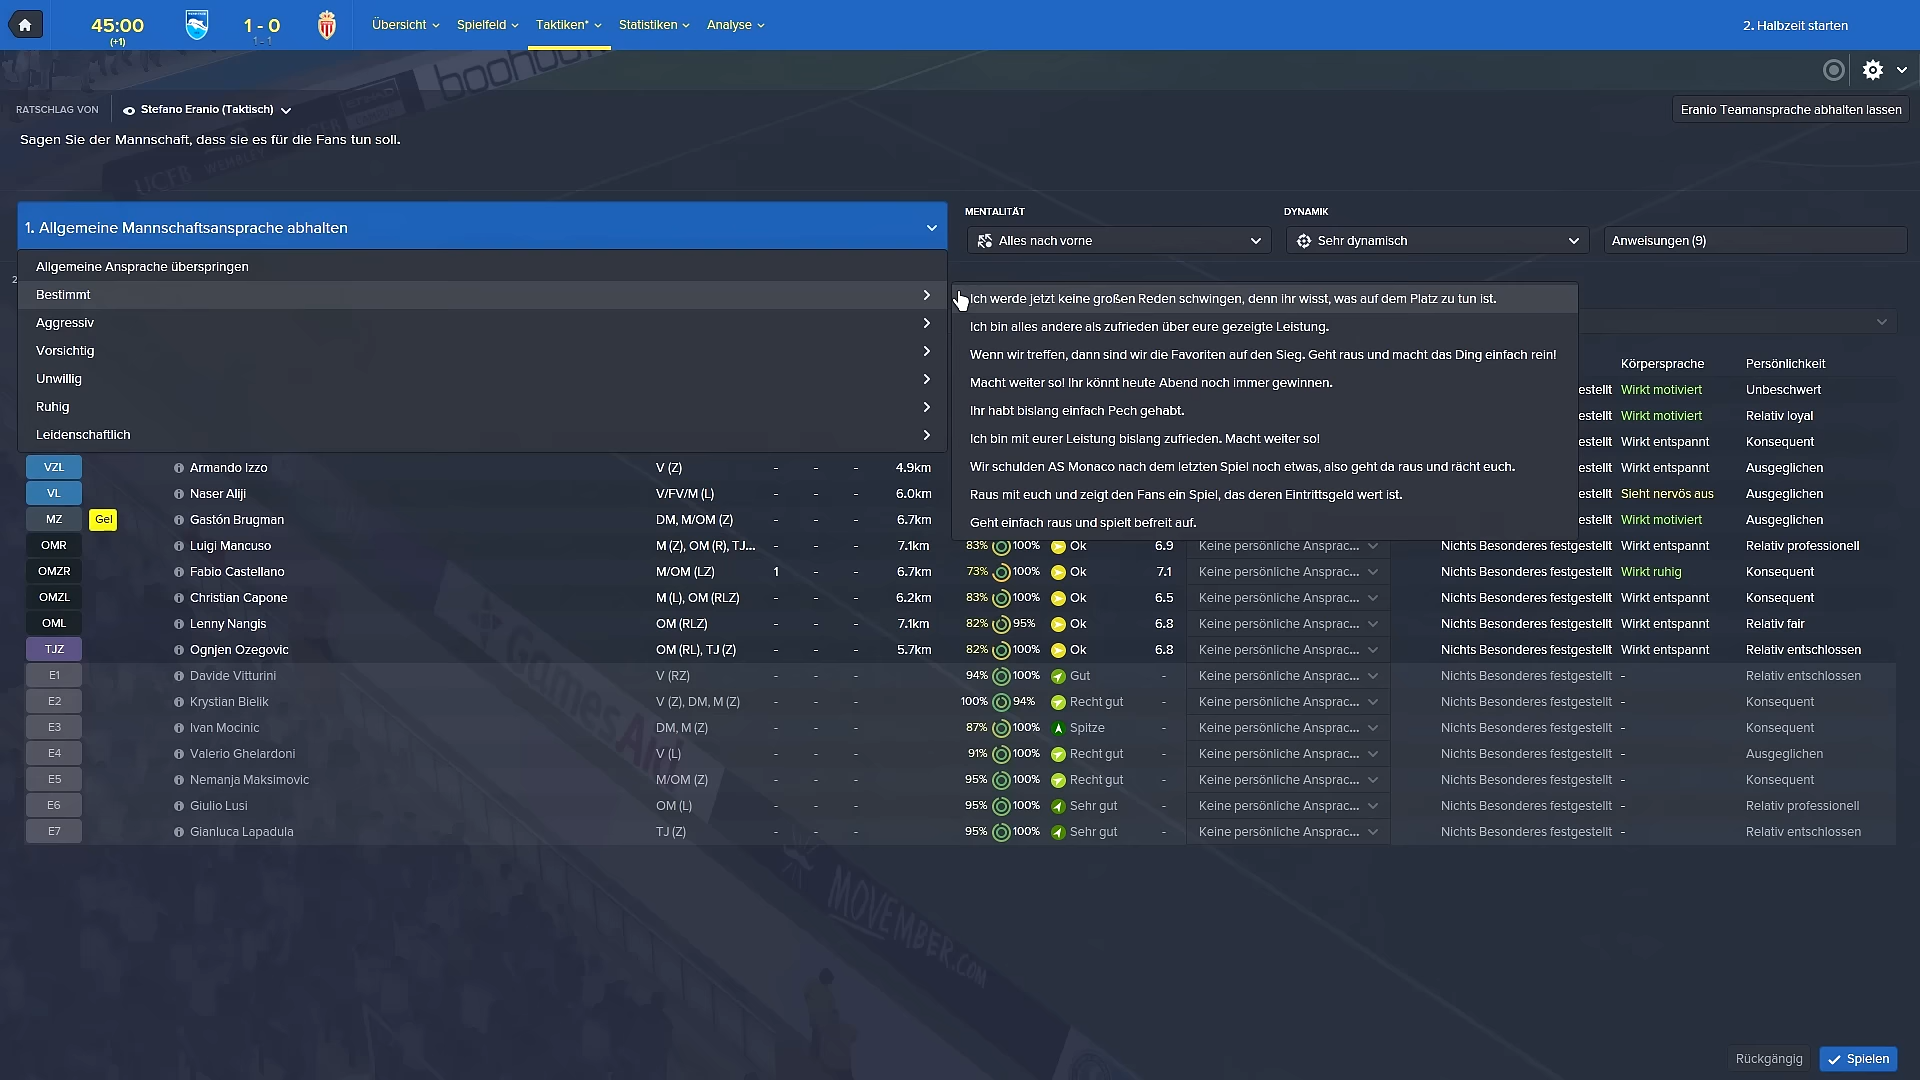 45:00
(+1)
1 - 0
1 - 1
Übersicht
Spielfeld
Taktiken*
Statistiken
Analyse
2. Halbzeit starten
boohoo
RATSCHLAG VON
Stefano Eranio (Taktisch)
Eranio Teamansprache abhalten lassen
Sagen Sie der Mannschaft, dass sie es für die Fans tun soll.
1. Allgemeine Mannschaftsansprache abhalten
MENTALITÄT
Alles nach vorne
DYNAMIK
Sehr dynamisch
Anweisungen (9)
Allgemeine Ansprache überspringen
2
Bestimmt
Aggressiv
Vorsichtig
Unwillig
Ruhig
Leidenschaftlich
Ich werde jetzt keine großen Reden schwingen, denn ihr wisst, was auf dem Platz zu tun ist.
Ich bin alles andere als zufrieden über eure gezeigte Leistung.
Wenn wir treffen, dann sind wir die Favoriten auf den Sieg. Geht raus und macht das Ding einfach rein!
Macht weiter so! Ihr könnt heute Abend noch immer gewinnen.
Ihr habt bislang einfach Pech gehabt.
Ich bin mit eurer Leistung bislang zufrieden. Macht weiter so!
Wir schulden AS Monaco nach dem letzten Spiel noch etwas, also geht da raus und rächt euch.
Raus mit euch und zeigt den Fans ein Spiel, das deren Eintrittsgeld wert ist.
Geht einfach raus und spielt befreit auf.
Körpersprache Persönlichkeit
estellt Wirkt motiviert Unbeschwert
estellt Wirkt motiviert Relativ loyal
estellt Wirkt entspannt Konsequent
VZL Armando Izzo V (Z) - - - 4.9km estellt Wirkt entspannt Ausgeglichen
VL Naser Aliji V/FV/M (L) - - - 6.0km estellt Sieht nervös aus Ausgeglichen
MZ Gel Gastón Brugman DM, M/OM (Z) - - - 6.7km estellt Wirkt motiviert Ausgeglichen
OMR Luigi Mancuso M (Z), OM (R), TJ... - - - 7.1km 83% 100% Ok 6.9 Keine persönliche Ansprac... Nichts Besonderes festgestellt Wirkt entspannt Relativ professionell
OMZR Fabio Castellano M/OM (LZ) 1 - - 6.7km 73% 100% Ok 7.1 Keine persönliche Ansprac... Nichts Besonderes festgestellt Wirkt ruhig Konsequent
OMZL Christian Capone M (L), OM (RLZ) - - - 6.2km 83% 100% Ok 6.5 Keine persönliche Ansprac... Nichts Besonderes festgestellt Wirkt entspannt Konsequent
OML Lenny Nangis OM (RLZ) - - - 7.1km 82% 95% Ok 6.8 Keine persönliche Ansprac... Nichts Besonderes festgestellt Wirkt entspannt Relativ fair
TJZ Ognjen Ozegovic OM (RL), TJ (Z) - - - 5.7km 82% 100% Ok 6.8 Keine persönliche Ansprac... Nichts Besonderes festgestellt Wirkt entspannt Relativ entschlossen
E1 Davide Vitturini V (RZ) - - - 94% 100% Gut - Keine persönliche Ansprac... Nichts Besonderes festgestellt - Relativ entschlossen
E2 Krystian Bielik V (Z), DM, M (Z) - - - 100% 94% Recht gut - Keine persönliche Ansprac... Nichts Besonderes festgestellt - Konsequent
E3 Ivan Mocinic DM, M (Z) - - - 87% 100% Spitze - Keine persönliche Ansprac... Nichts Besonderes festgestellt - Konsequent
E4 Valerio Ghelardoni V (L) - - - 91% 100% Recht gut - Keine persönliche Ansprac... Nichts Besonderes festgestellt - Ausgeglichen
E5 Nemanja Maksimovic M/OM (Z) - - - 95% 100% Recht gut - Keine persönliche Ansprac... Nichts Besonderes festgestellt - Konsequent
E6 Giulio Lusi OM (L) - - - 95% 100% Sehr gut - Keine persönliche Ansprac... Nichts Besonderes festgestellt - Relativ professionell
E7 Gianluca Lapadula TJ (Z) - - - 95% 100% Sehr gut - Keine persönliche Ansprac... Nichts Besonderes festgestellt - Relativ entschlossen
MOVEMBER.COM
Rückgängig
Spielen